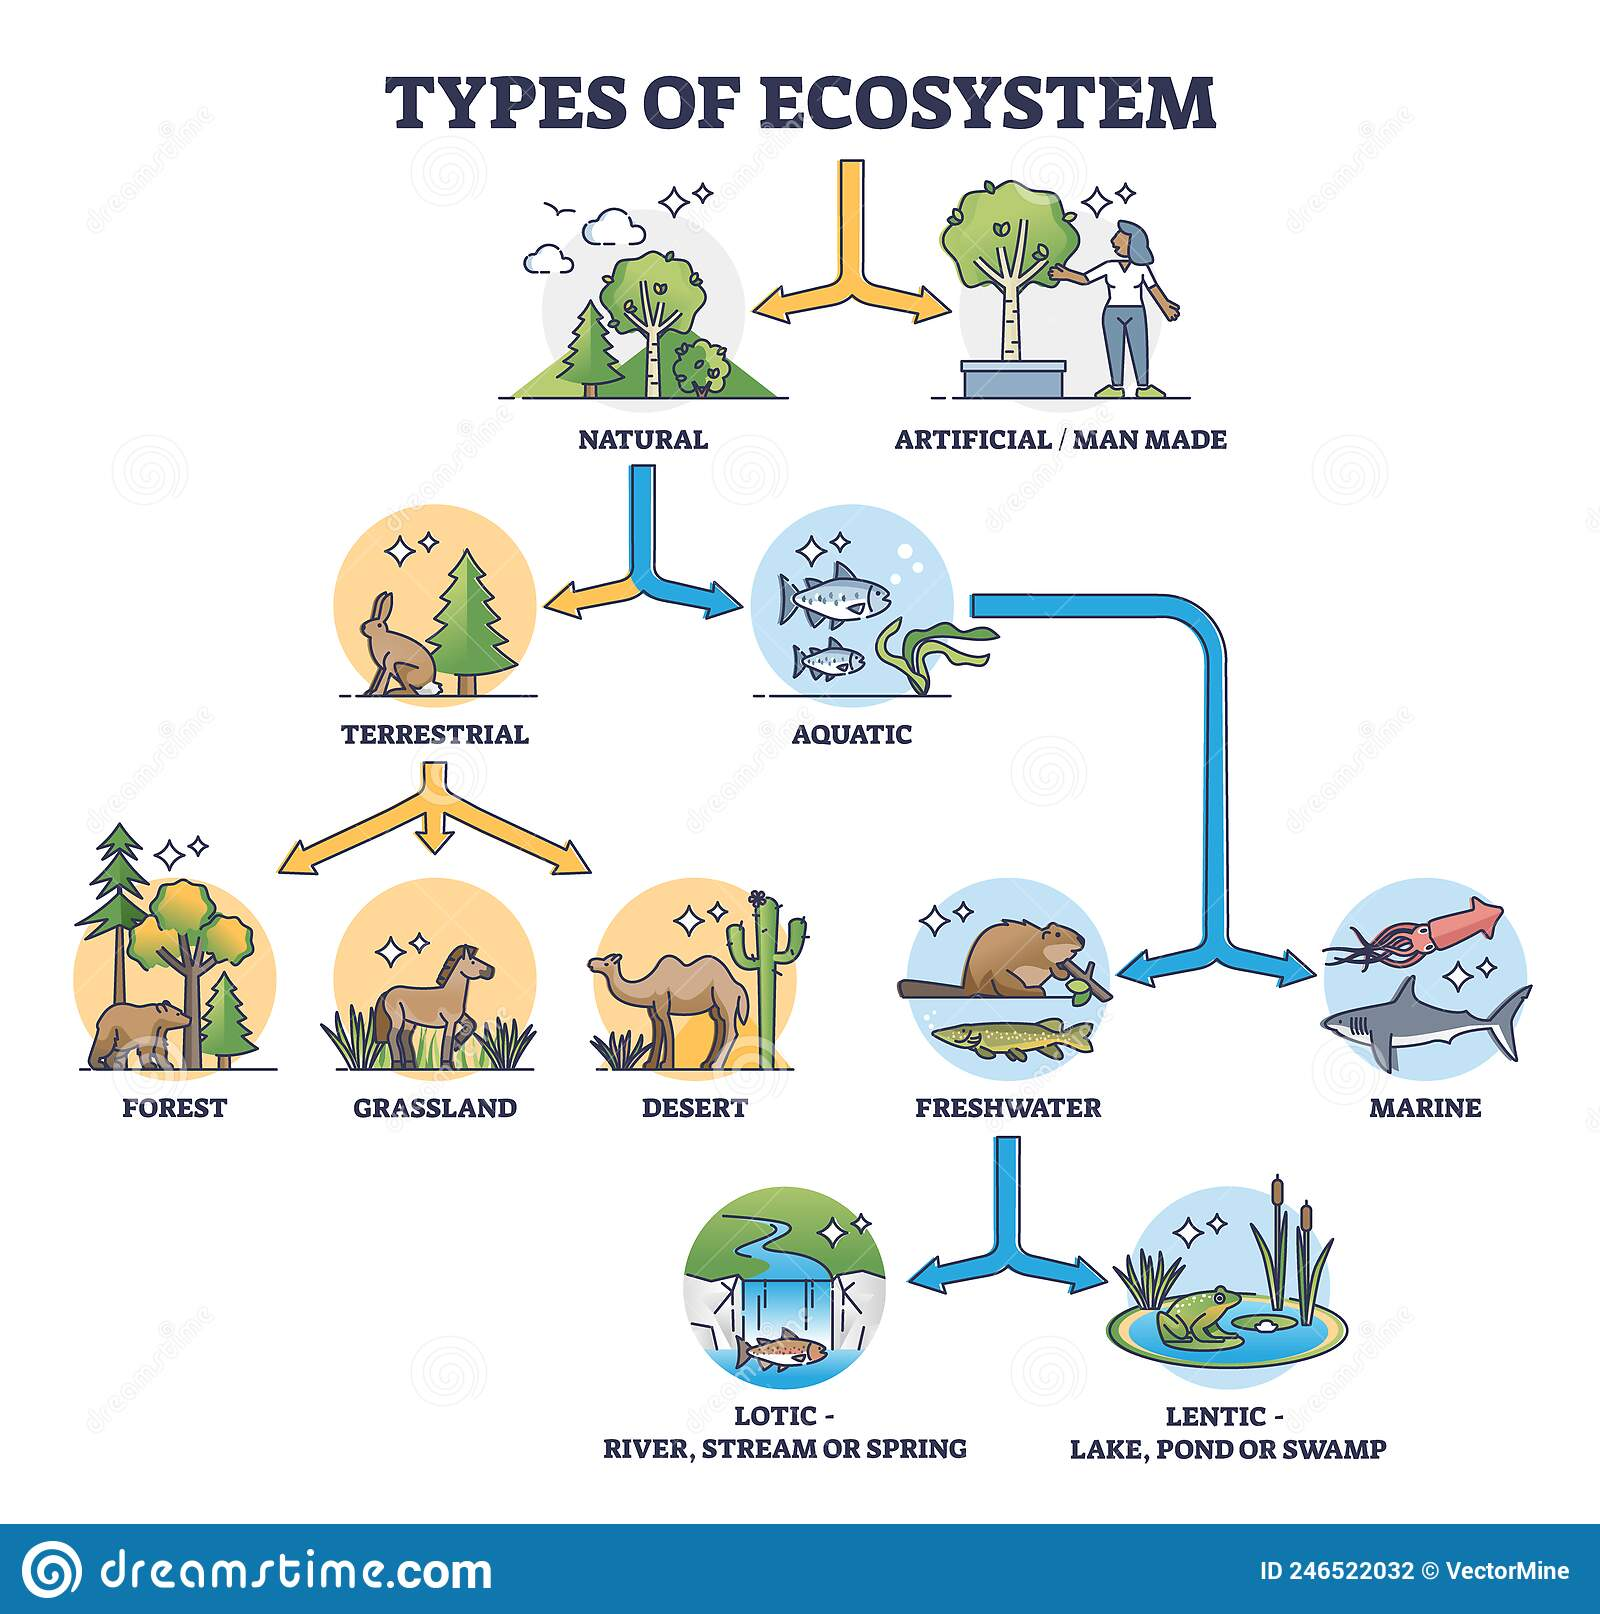 TYPES OF ECOSYSTEM
NATURAL
ARTIFICIAL / MAN MADE
TERRESTRIAL
AQUATIC
FOREST
GRASSLAND
DESERT
FRESHWATER
MARINE
LOTIC -
RIVER, STREAM OR SPRING
LENTIC -
LAKE, POND OR SWAMP
dreamstime.com
ID 246522032 © VectorMine